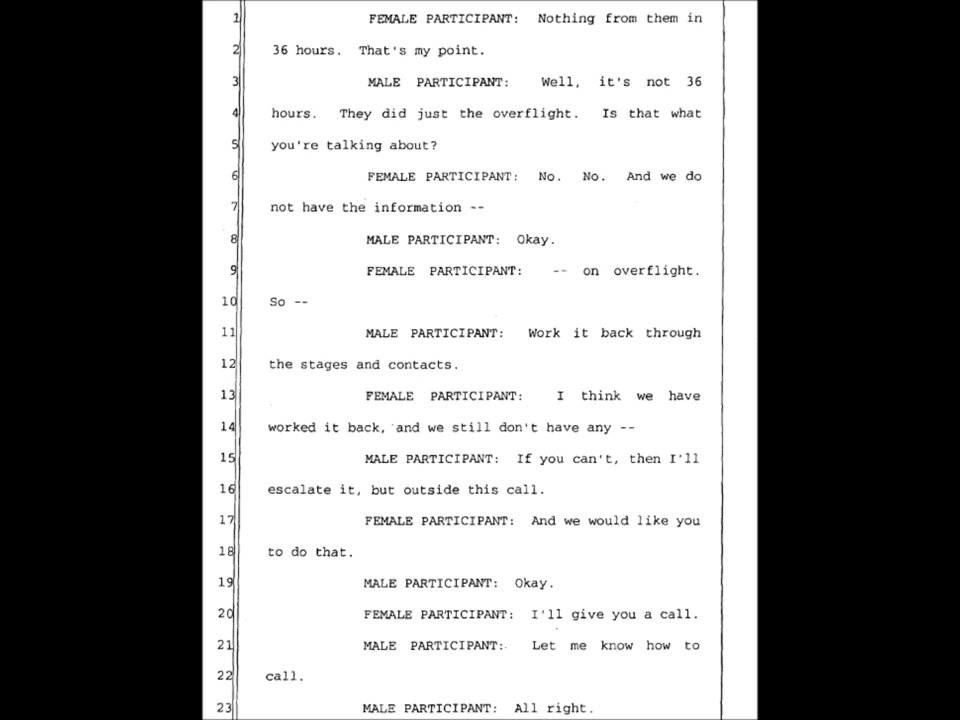 1 FEMALE PARTICIPANT: Nothing from them in
2 36 hours. That's my point.
3 MALE PARTICIPANT: Well, it's not 36
4 hours. They did just the overflight. Is that what
5 you're talking about?
6 FEMALE PARTICIPANT: No. No. And we do
7 not have the information --
8 MALE PARTICIPANT: Okay.
9 FEMALE PARTICIPANT: -- on overflight.
10 So --
11 MALE PARTICIPANT: Work it back through
12 the stages and contacts.
13 FEMALE PARTICIPANT: I think we have
14 worked it back, and we still don't have any --
15 MALE PARTICIPANT: If you can't, then I'll
16 escalate it, but outside this call.
17 FEMALE PARTICIPANT: And we would like you
18 to do that.
19 MALE PARTICIPANT: Okay.
20 FEMALE PARTICIPANT: I'll give you a call.
21 MALE PARTICIPANT: Let me know how to
22 call.
23 MALE PARTICIPANT: All right.